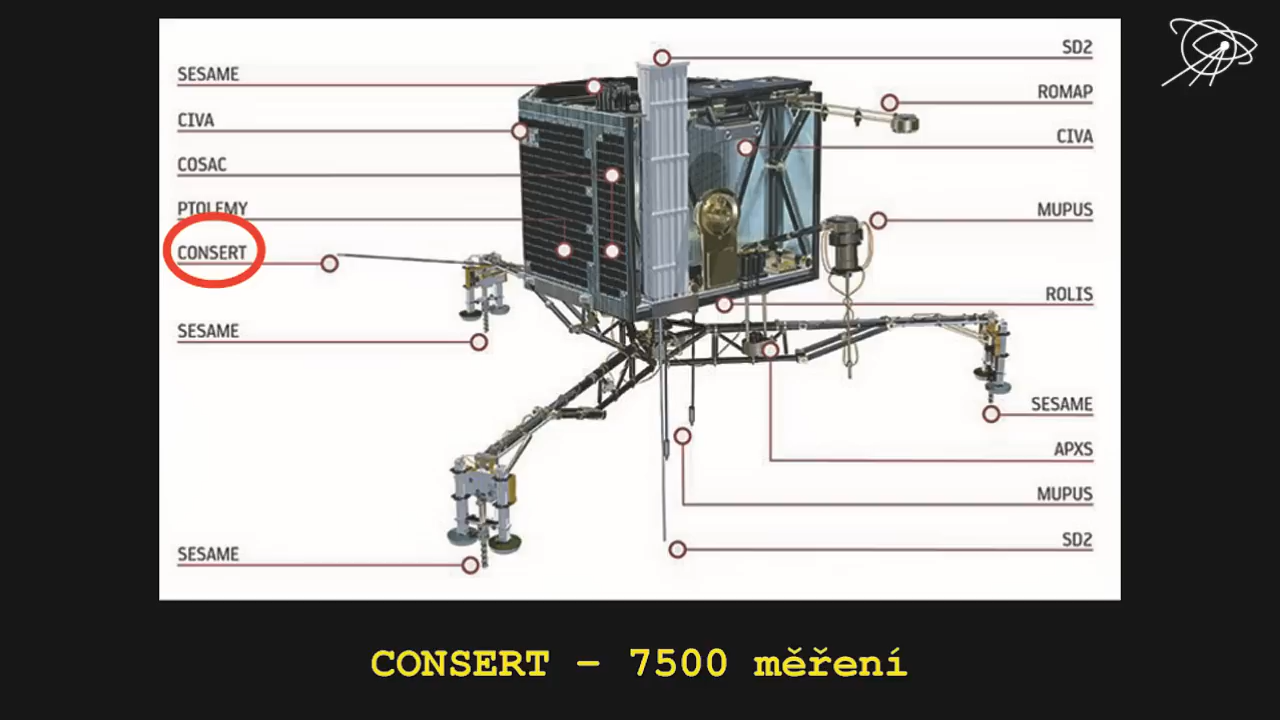 SESAME
CIVA
COSAC
PTOLEMY
CONSERT
SESAME
SESAME
SD2
ROMAP
CIVA
MUPUS
ROLIS
SESAME
APXS
MUPUS
SD2
CONSERT – 7500 měření